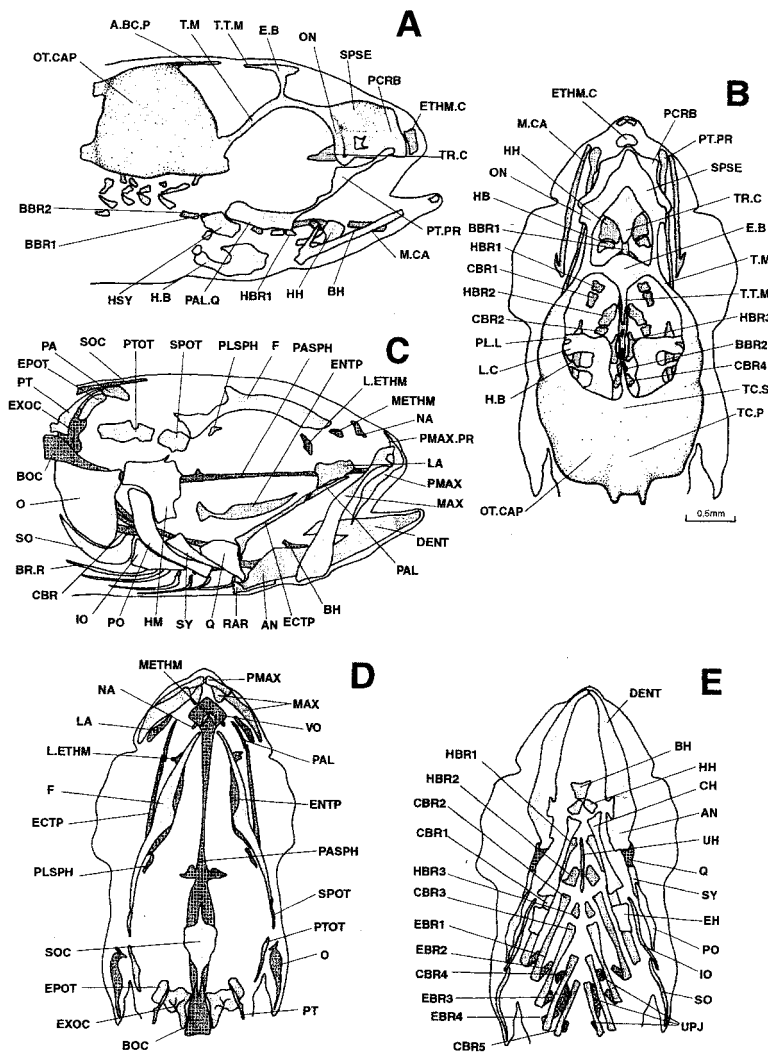 A
A.BC.P
T.M
T.T.M
E.B
ON
SPSE
PCRB
ETHM.C
OT.CAP
TR.C
BBR2
BBR1
PT.PR
M.CA
HSY
H.B
PAL.Q
HBR1
HH
BH
B
ETHM.C
M.CA
HH
ON
HB
BBR1
HBR1
CBR1
HBR2
CBR2
PL.L
L.C
H.B
OT.CAP
PCRB
PT.PR
SPSE
TR.C
E.B
T.M
T.T.M
HBR3
BBR2
CBR4
TC.S
TC.P
0.5mm
C
PA
SOC
PTOT
SPOT
PLSPH
F
PASPH
ENTP
L.ETHM
METHM
NA
EPOT
PT
EXOC
PMAX.PR
LA
PMAX
MAX
BOC
O
SO
BR.R
CBR
DENT
PAL
IO
PO
HM
SY
Q
RAR
AN
ECTP
BH
D
METHM
PMAX
NA
MAX
LA
VO
L.ETHM
PAL
F
ENTP
ECTP
PASPH
PLSPH
SPOT
PTOT
SOC
O
EPOT
EXOC
PT
BOC
E
DENT
HBR1
BH
HBR2
HH
CBR2
CH
CBR1
AN
HBR3
UH
CBR3
Q
SY
EBR1
EH
EBR2
PO
CBR4
IO
EBR3
SO
EBR4
UPJ
CBR5